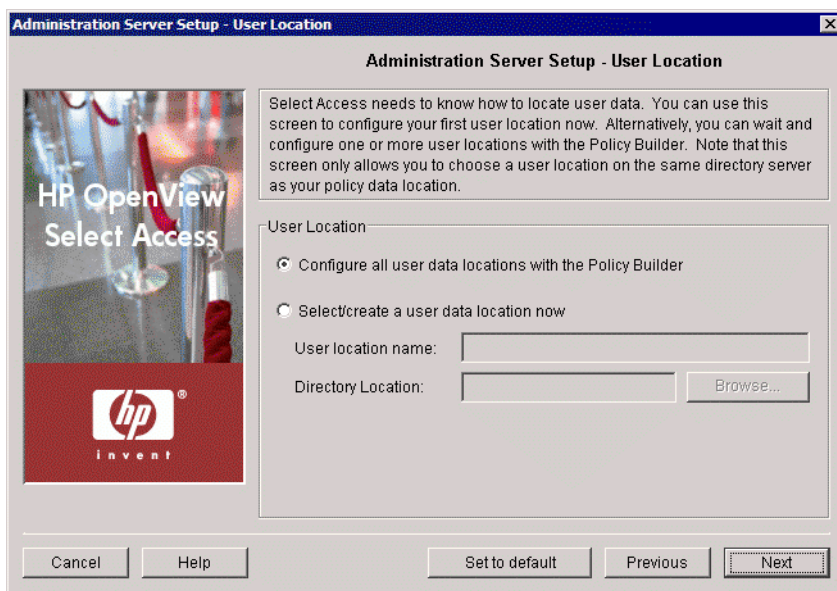 Administration Server Setup - User Location
Administration Server Setup - User Location
HP OpenView
Select Access
hp
®
invent
Select Access needs to know how to locate user data. You can use this
screen to configure your first user location now. Alternatively, you can wait and
configure one or more user locations with the Policy Builder. Note that this
screen only allows you to choose a user location on the same directory server
as your policy data location.
User Location
Configure all user data locations with the Policy Builder
Select/create a user data location now
User location name:
Directory Location:
Browse...
Cancel
Help
Set to default
Previous
Next